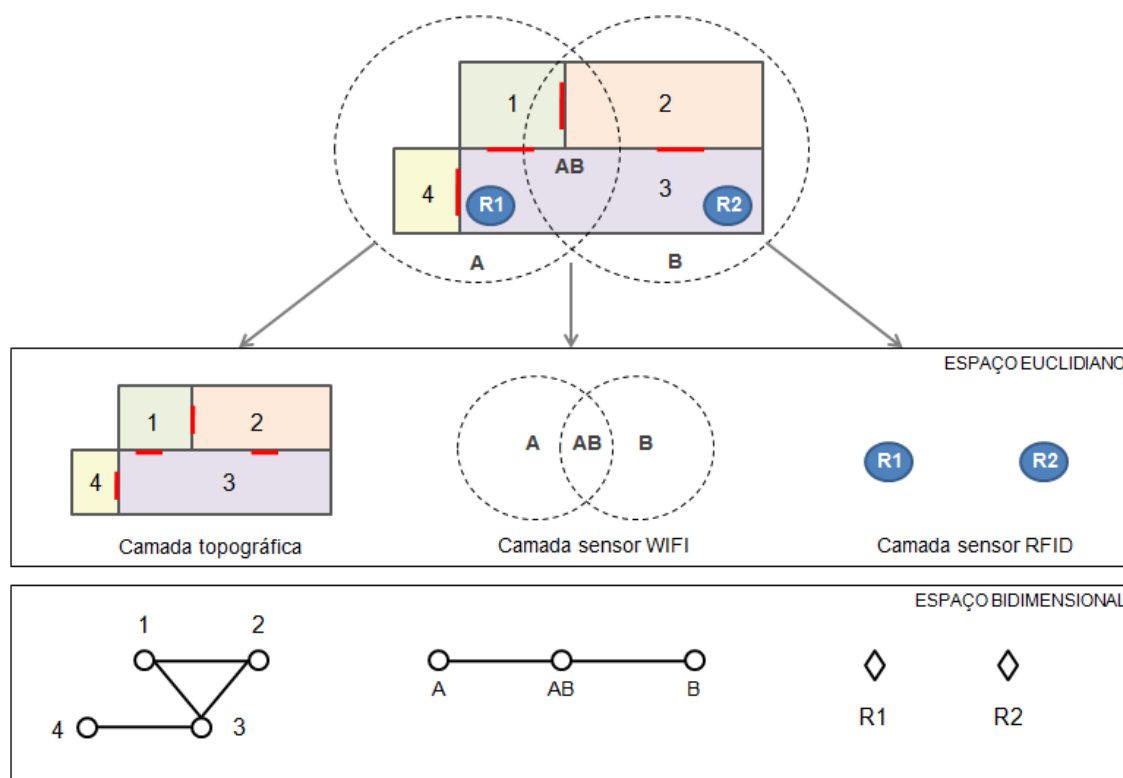 1
2
AB
3
4
R1
R2
A
B
ESPAÇO EUCLIDIANO
1
2
4
3
A
AB
B
R1
R2
Camada topográfica
Camada sensor WIFI
Camada sensor RFID
ESPAÇO BIDIMENSIONAL
1
2
4
3
A
AB
B
R1
R2